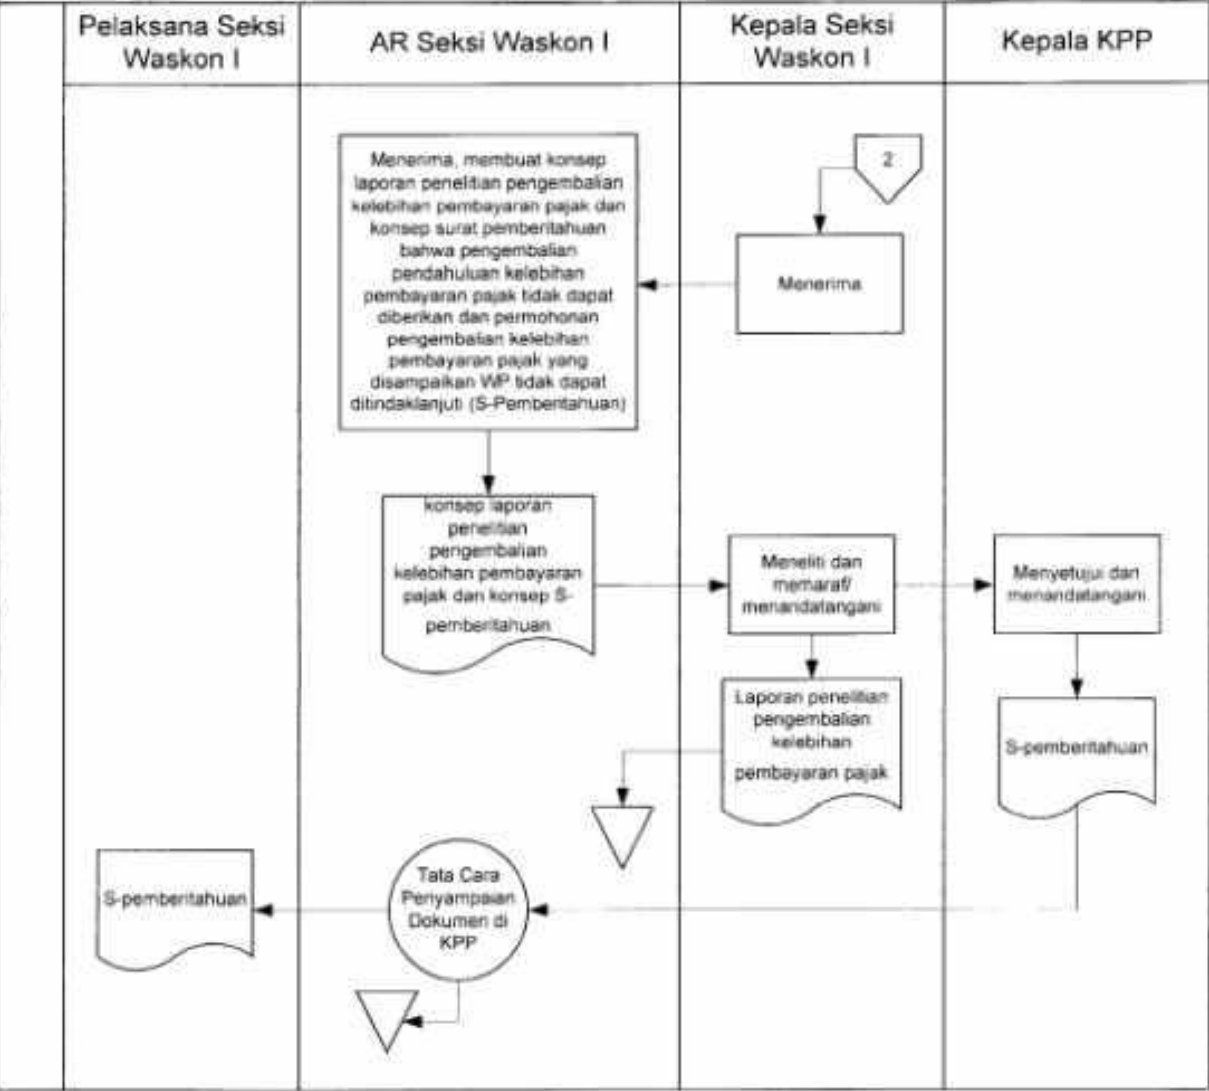 Pelaksana Seksi
Waskon I
AR Seksi Waskon I
Kepala Seksi
Waskon I
Kepala KPP
2
Menerima
Menerima, membuat konsep
laporan penelitian pengembalian
kelebihan pembayaran pajak dan
konsep surat pemberitahuan
bahwa pengembalian
pendahuluan kelebihan
pembayaran pajak tidak dapat
diberikan dan permohonan
pengembalian kelebihan
pembayaran pajak yang
disampaikan WP tidak dapat
ditindaklanjuti (S-Pemberitahuan)
konsep laporan
penelitian
pengembalian
kelebihan pembayaran
pajak dan konsep S-
pemberitahuan
Meneliti dan
memaraf/
menandatangani
Menyetujui dan
menandatangani
Laporan penelitian
pengembalian
kelebihan
pembayaran pajak
S-pemberitahuan
Tata Cara
Penyampaian
Dokumen di
KPP
S-pemberitahuan